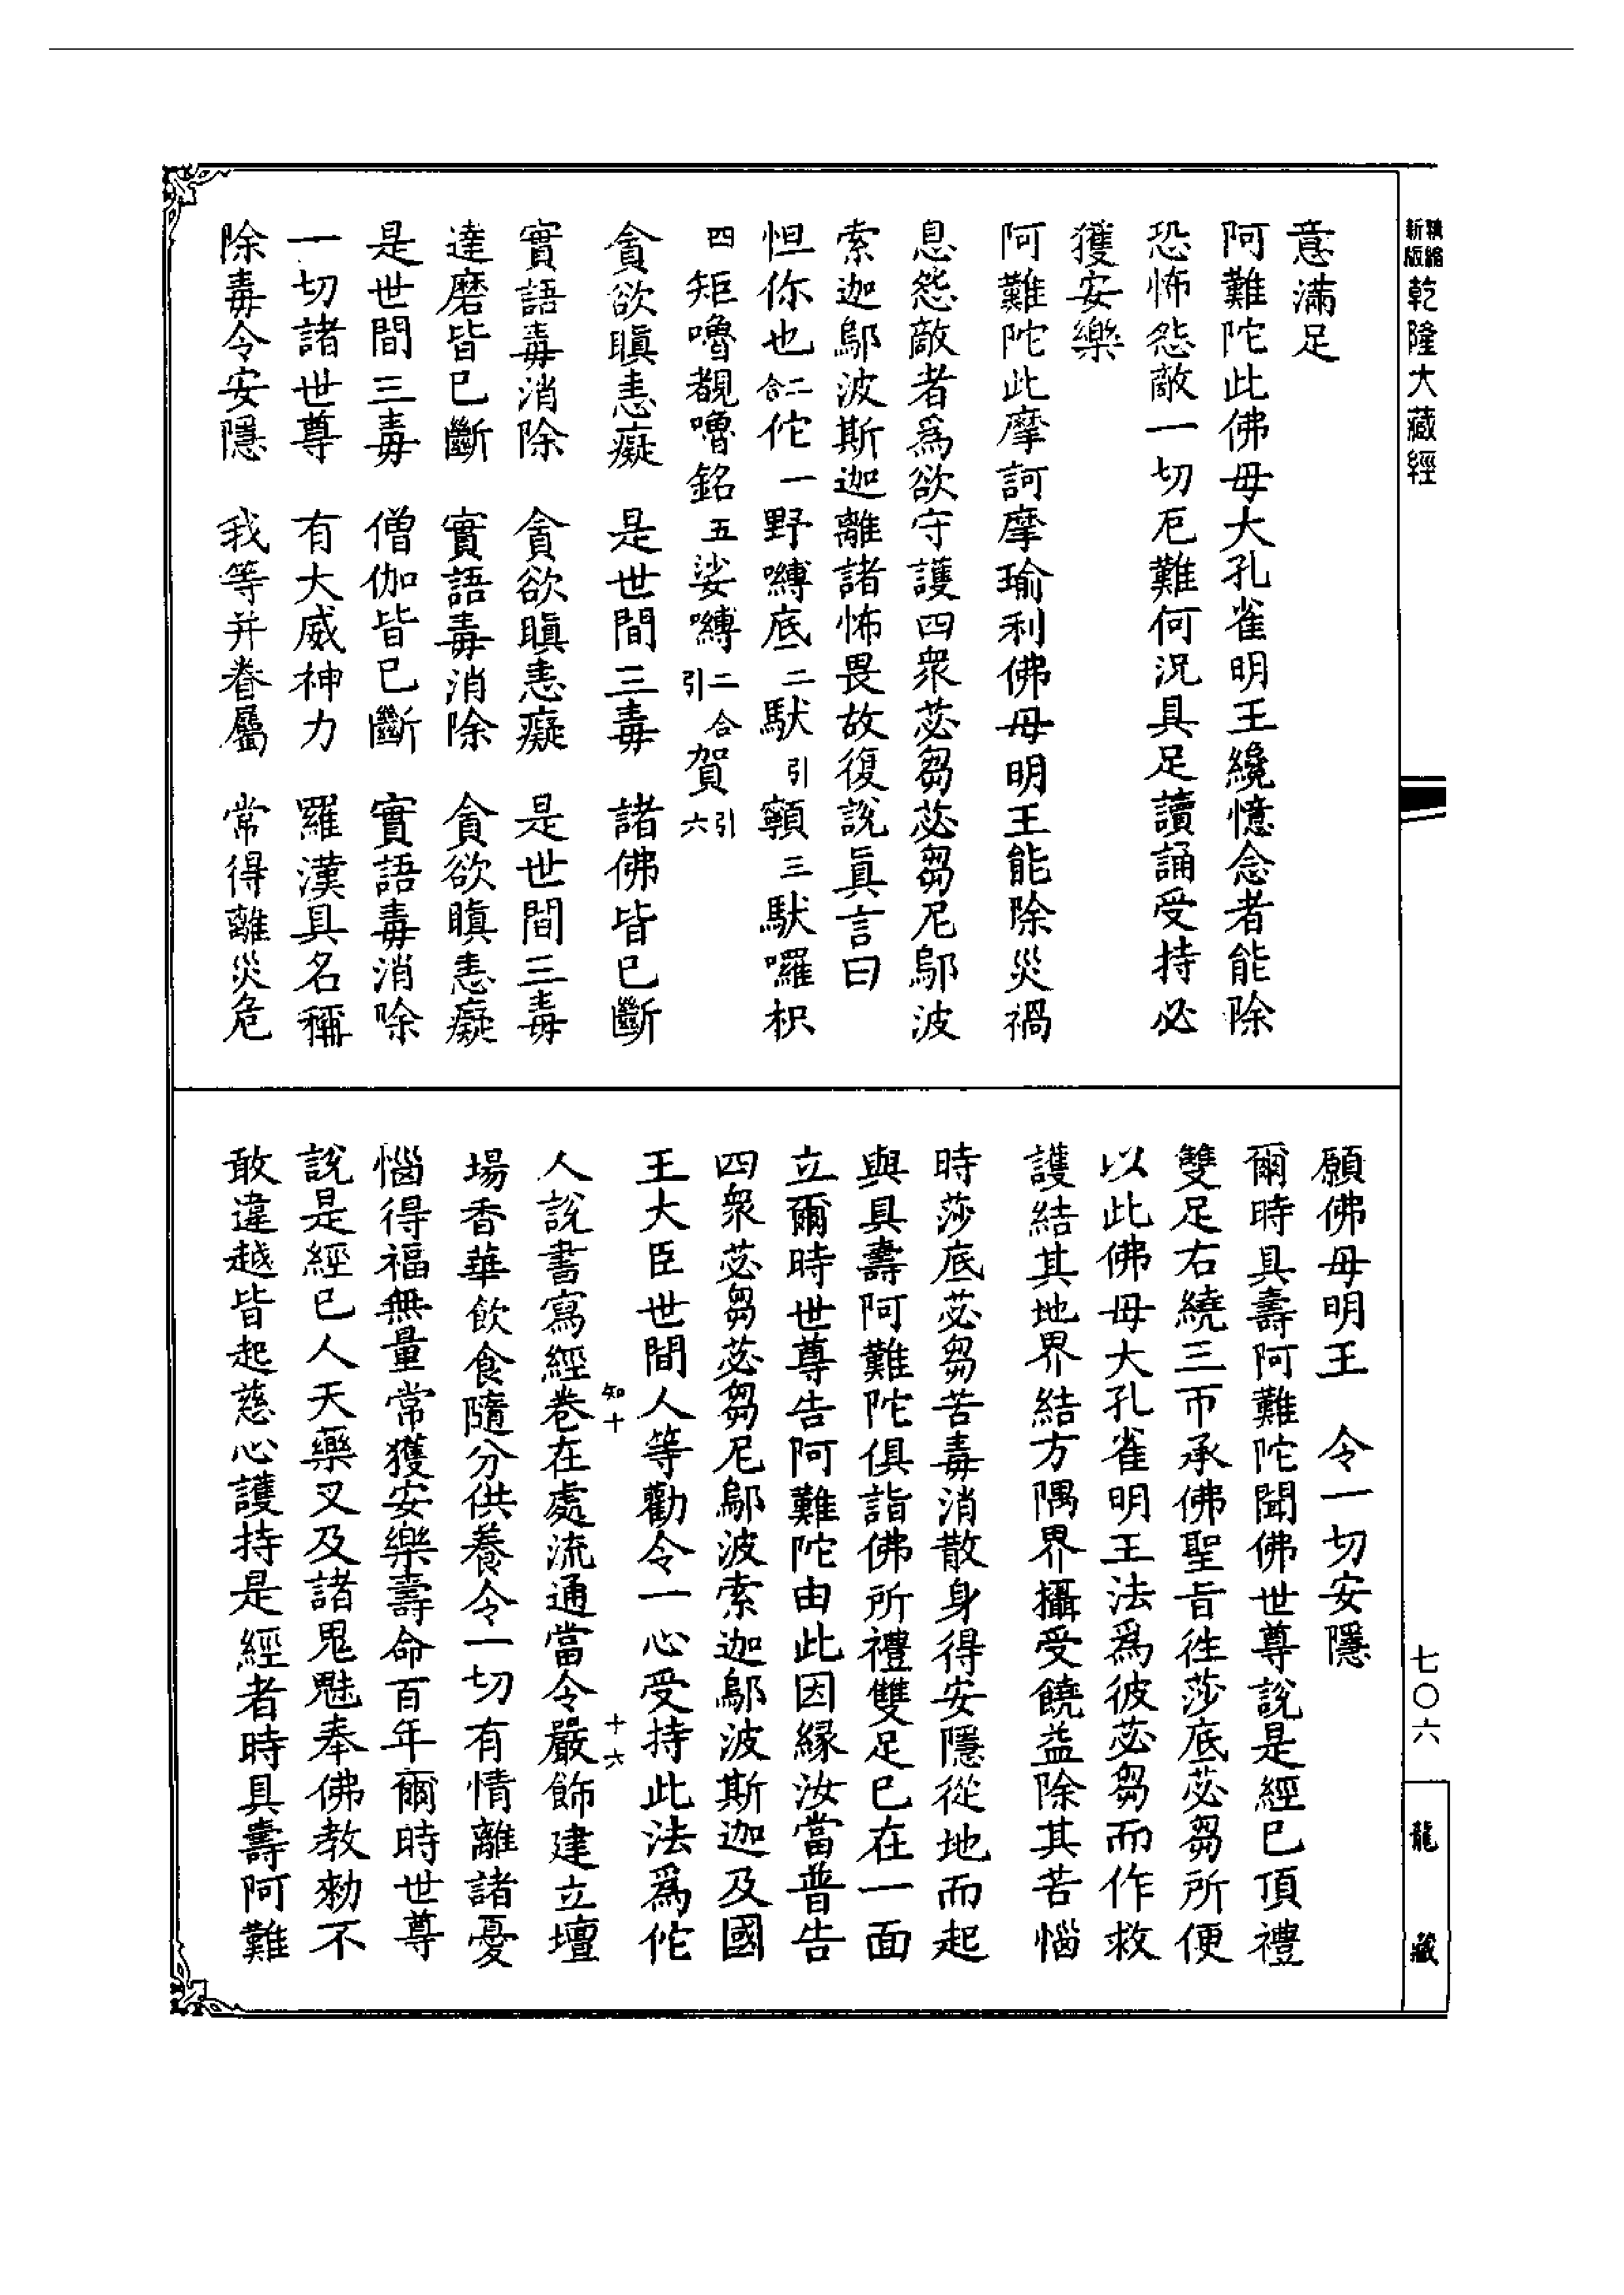 新版精縮乾隆大藏經
意滿足
阿難陀此佛母大孔雀明王纔憶念者能除
恐怖怨敵一切厄難何況具足讀誦受持必
獲安樂
阿難陀此摩訶摩瑜利佛母明王能除災禍
息怨敵者爲欲守護四衆苾芻苾芻尼鄔波
索迦鄔波斯迦離諸怖畏故復說眞言曰
怛你也二合佗一野嚩底二馱引顊三馱囉枳
四矩嚕覩嚕銘五娑嚩二合引賀引六
貪欲瞋恚癡　是世間三毒　諸佛皆已斷
實語毒消除　貪欲瞋恚癡　是世間三毒
達磨皆已斷　實語毒消除　貪欲瞋恚癡
是世間三毒　僧伽皆已斷　實語毒消除
一切諸世尊　有大威神力　羅漢具名稱
除毒令安隱　我等并眷屬　常得離災危
願佛母明王　令一切安隱
爾時具壽阿難陀聞佛世尊說是經已頂禮
雙足右繞三帀承佛聖旨往莎底苾芻所便
以此佛母大孔雀明王法爲彼苾芻而作救
護結其地界結方隅界攝受饒益除其苦惱
時莎底苾芻苦毒消散身得安隱從地而起
與具壽阿難陀俱詣佛所禮雙足已在一面
立爾時世尊告阿難陀由此因緣汝當普告
四衆苾芻苾芻尼鄔波索迦鄔波斯迦及國
王大臣世間人等勸令一心受持此法爲佗
知十　十六
人說書寫經卷在處流通當令嚴飾建立壇
場香華飲食隨分供養令一切有情離諸憂
惱得福無量常獲安樂壽命百年爾時世尊
說是經已人天藥叉及諸鬼魅奉佛教勑不
敢違越皆起慈心護持是經者時具壽阿難
七〇六
龍藏